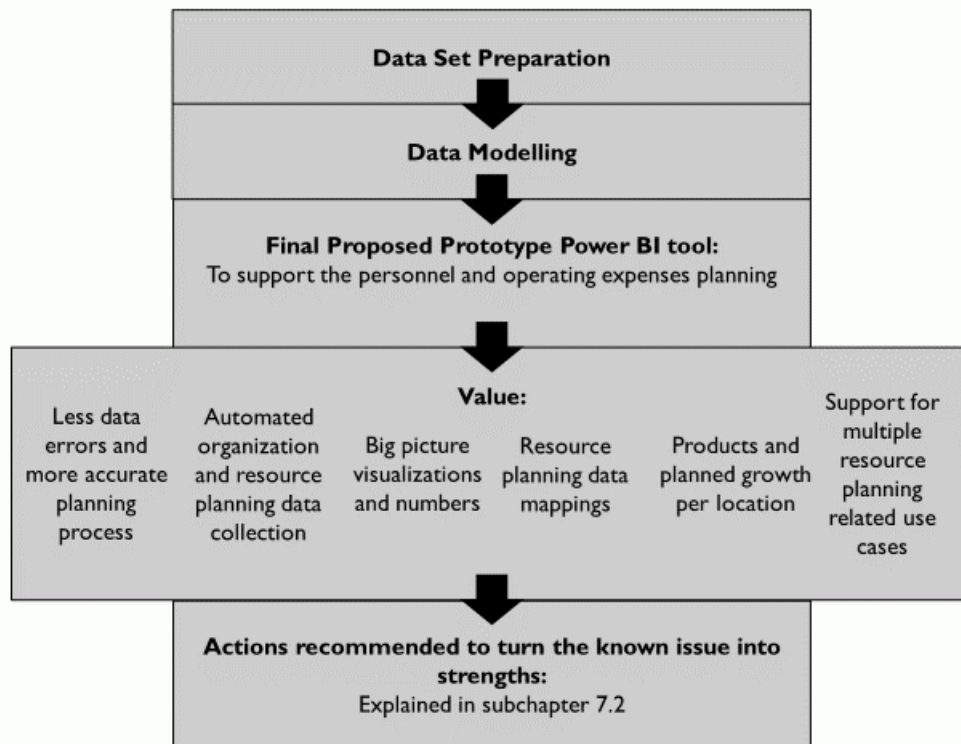 Data Set Preparation
Data Modelling
Final Proposed Prototype Power BI tool:
To support the personnel and operating expenses planning
Value:
Less data
errors and
more accurate
planning
process
Automated
organization
and resource
planning data
collection
Big picture
visualizations
and numbers
Resource
planning data
mappings
Products and
planned growth
per location
Support for
multiple
resource
planning
related use
cases
Actions recommended to turn the known issue into
strengths:
Explained in subchapter 7.2